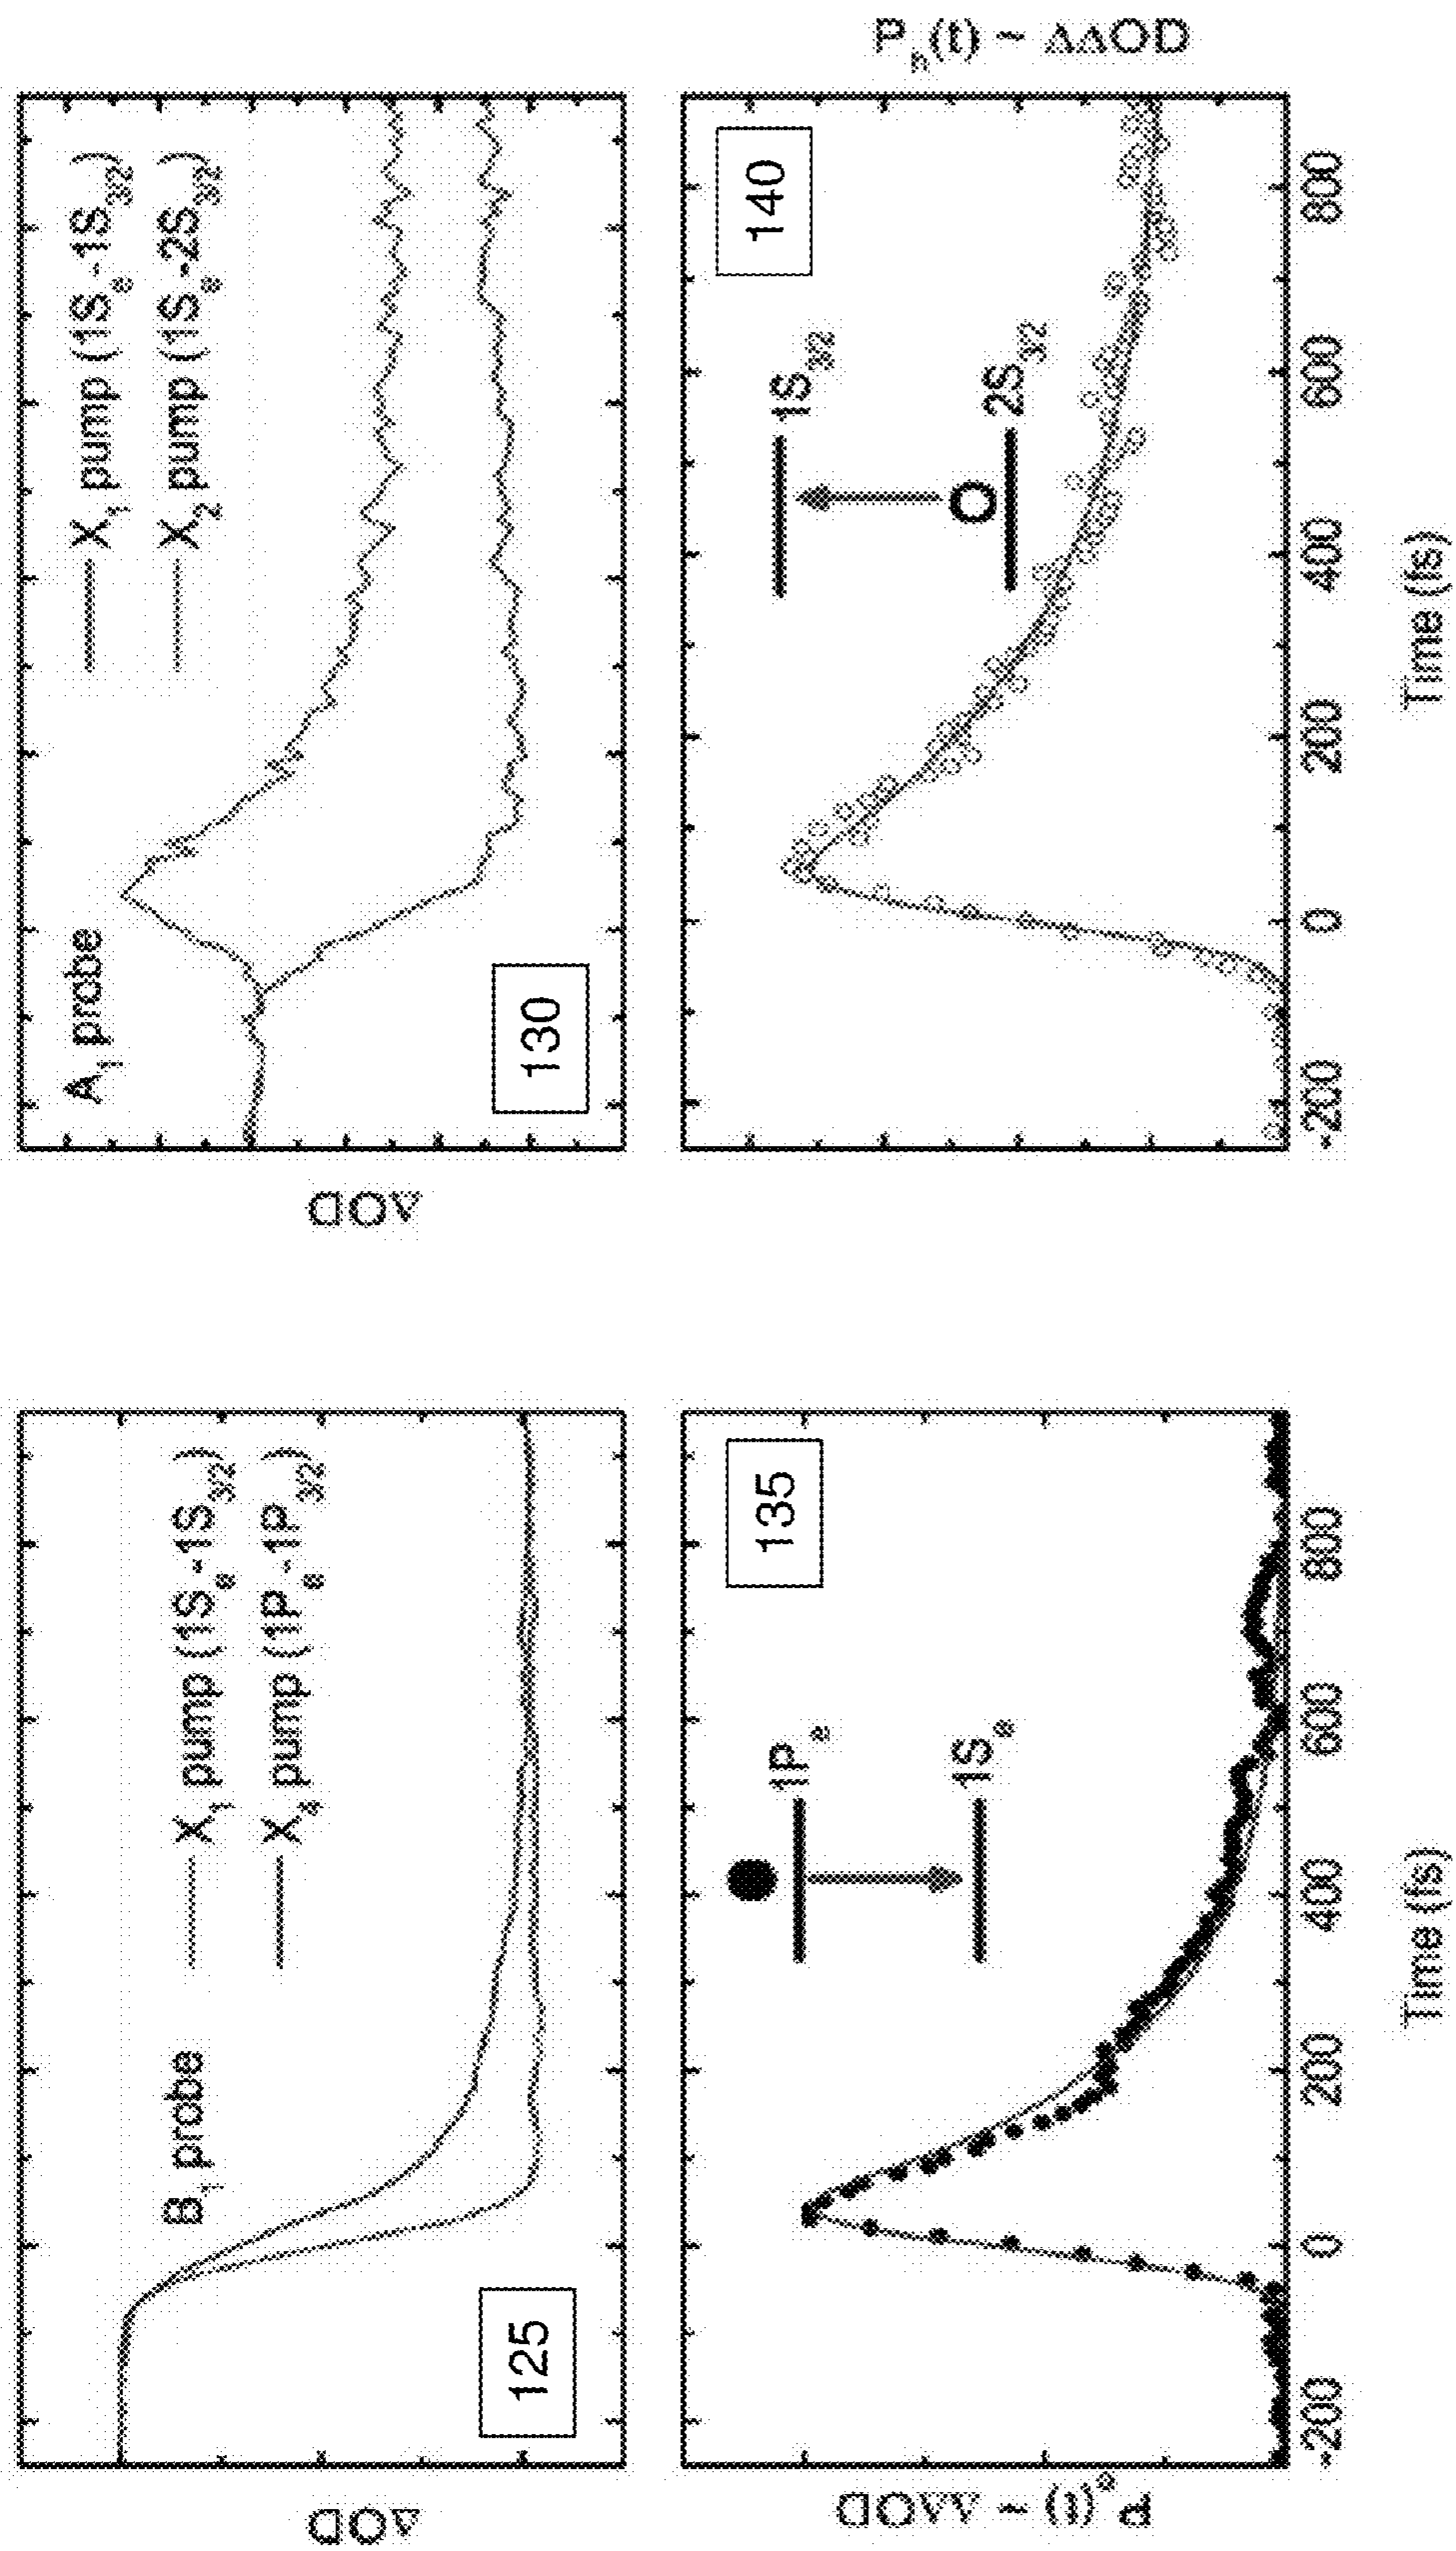 ΔOD
B₁ probe
X₁ pump (1Sₑ-1S₃/₂)
X₄ pump (1Pₑ-1P₃/₂)
125
Pₑ(t) ~ ΔΔOD
1Pₑ
1Sₑ
135
-200 0 200 400 600 800
Time (fs)
ΔOD
A₁ probe
X₁ pump (1Sₑ-1S₃/₂)
X₂ pump (1Sₑ-2S₃/₂)
130
Pₕ(t) ~ ΔΔOD
1S₃/₂
2S₃/₂
140
-200 0 200 400 600 800
Time (fs)